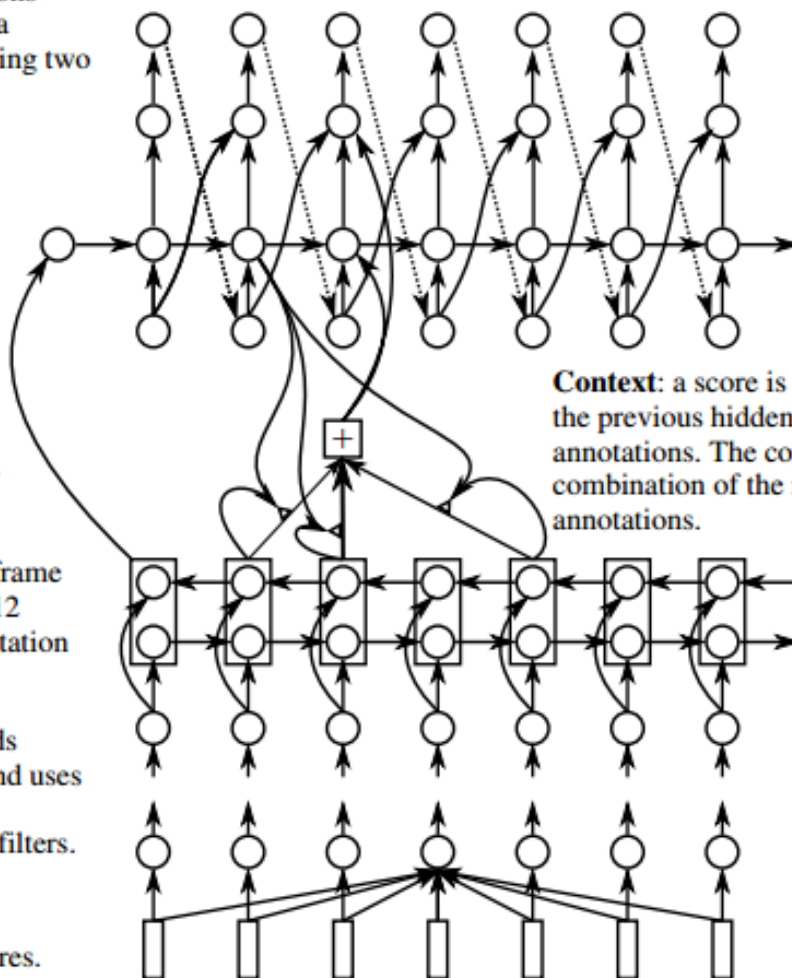 a
ing two
+
**Context**: a score is
the previous hidden
annotations. The co
combination of the
annotations.
frame
12
tation
nd uses
filters.
res.